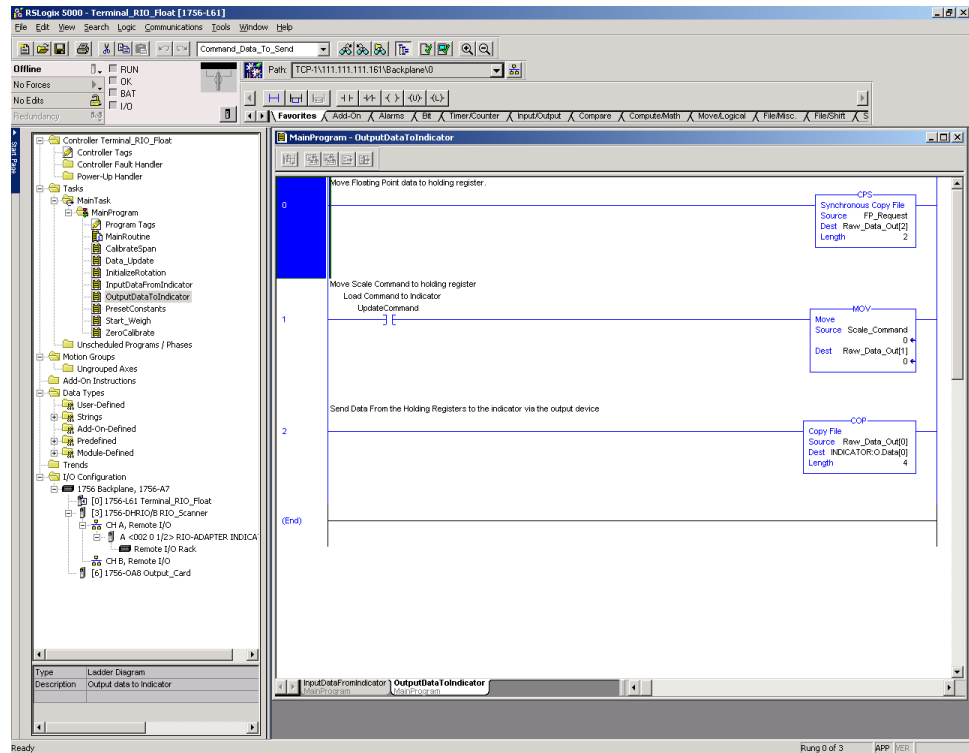 RSLogix 5000 - Terminal_RIO_Float [1756-L61]
File Edit View Search Logic Communications Tools Window Help
Command_Data_To_Send
Offline
RUN
No Forces
OK
No Edits
BAT
Redundancy
I/O
Path: TCP-1\111.111.111.161\Backplane\0
Favorites Add-On Alarms Bit Timer/Counter Input/Output Compare Compute/Math Move/Logical File/Misc. File/Shift S
Start Page
Controller Terminal_RIO_Float
Controller Tags
Controller Fault Handler
Power-Up Handler
Tasks
MainTask
MainProgram
Program Tags
MainRoutine
CalibrateSpan
Data_Update
InitializeRotation
InputDataFromIndicator
OutputDataToIndicator
PresetConstants
Start_Weigh
ZeroCalibrate
Unscheduled Programs / Phases
Motion Groups
Ungrouped Axes
Add-On Instructions
Data Types
User-Defined
Strings
Add-On-Defined
Predefined
Module-Defined
Trends
I/O Configuration
1756 Backplane, 1756-A7
[0] 1756-L61 Terminal_RIO_Float
[3] 1756-DHRIO/B RIO_Scanner
CH A, Remote I/O
A <002 0 1/2> RIO-ADAPTER INDICA
Remote I/O Rack
CH B, Remote I/O
[6] 1756-OA8 Output_Card
Type Ladder Diagram
Description Output data to Indicator
MainProgram - OutputDataToIndicator
Move Floating Point data to holding register.
0
CPS
Synchronous Copy File
Source FP_Request
Dest Raw_Data_Out[2]
Length 2
Move Scale Command to holding register
Load Command to Indicator
UpdateCommand
1
MOV
Move
Source Scale_Command
0
Dest Raw_Data_Out[1]
0
Send Data From the Holding Registers to the indicator via the output device
2
COP
Copy File
Source Raw_Data_Out[0]
Dest INDICATOR:O.Data[0]
Length 4
(End)
InputDataFromIndicator
MainProgram
OutputDataToIndicator
MainProgram
Ready
Rung 0 of 3
APP
VER